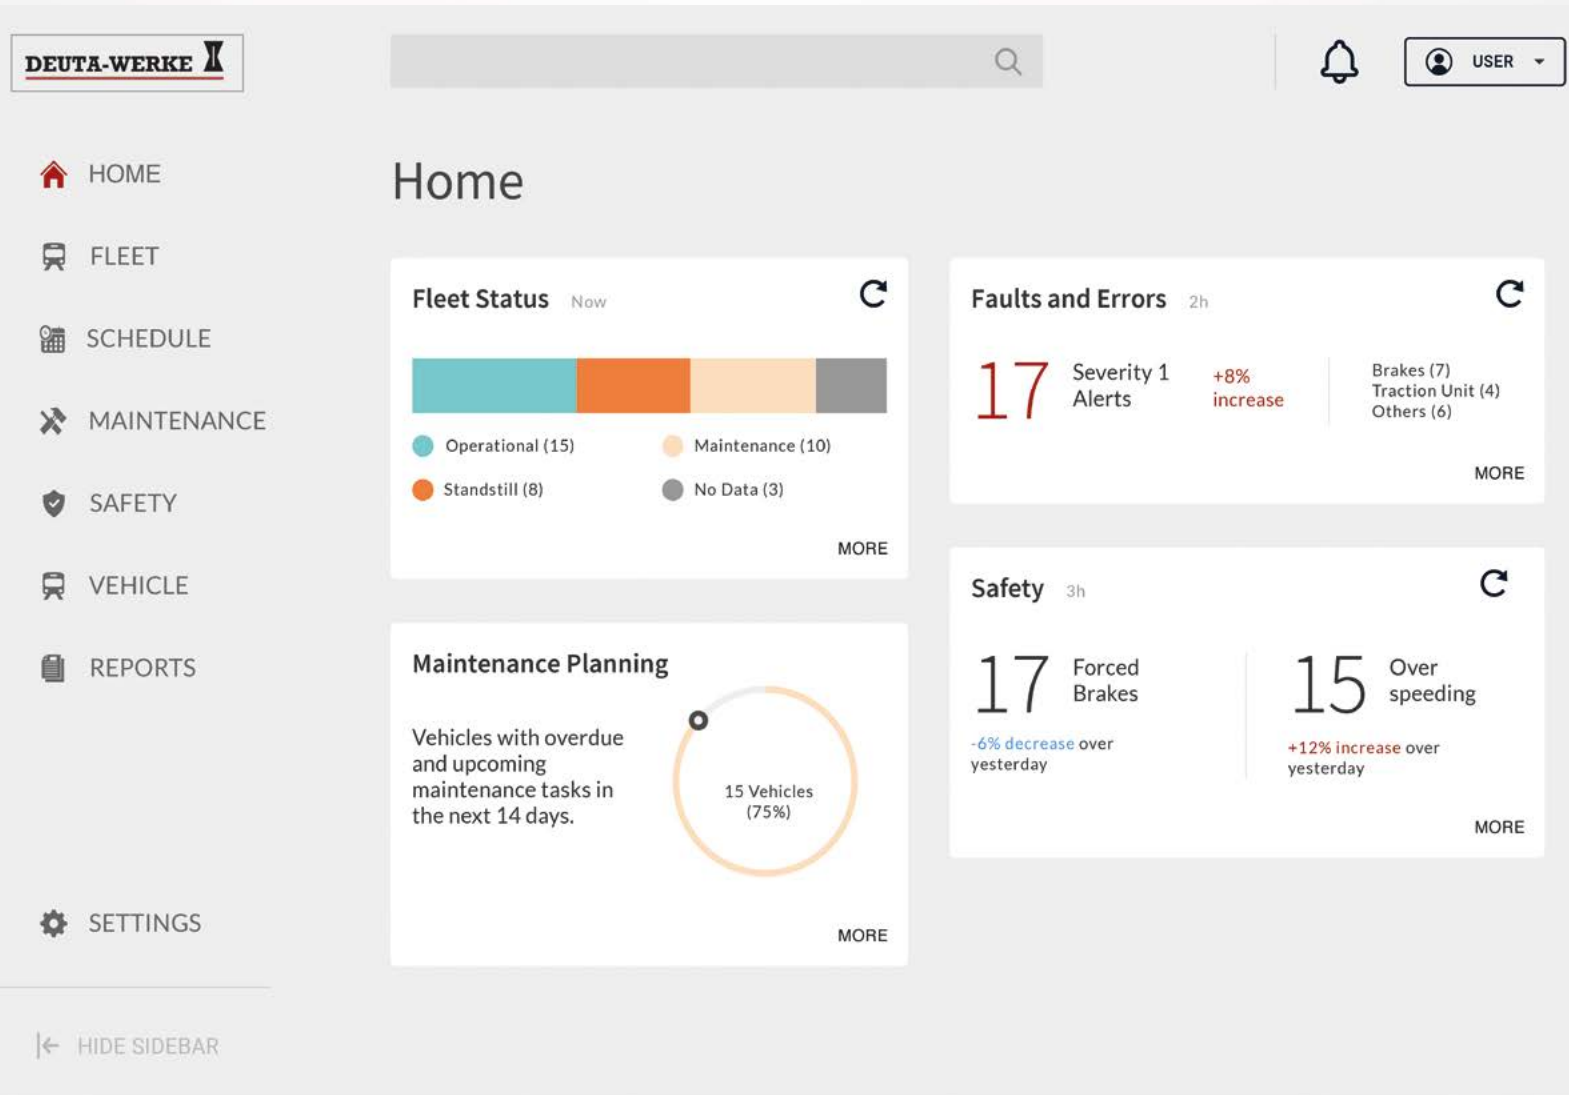 DEUTA-WERKE
USER
HOME
FLEET
SCHEDULE
MAINTENANCE
SAFETY
VEHICLE
REPORTS
SETTINGS
HIDE SIDEBAR
Home
Fleet Status Now
Operational (15)
Maintenance (10)
Standstill (8)
No Data (3)
MORE
Faults and Errors 2h
17
Severity 1
Alerts
+8%
increase
Brakes (7)
Traction Unit (4)
Others (6)
MORE
Maintenance Planning
Vehicles with overdue
and upcoming
maintenance tasks in
the next 14 days.
15 Vehicles
(75%)
MORE
Safety 3h
17
Forced
Brakes
-6% decrease over
yesterday
15
Over
speeding
+12% increase over
yesterday
MORE